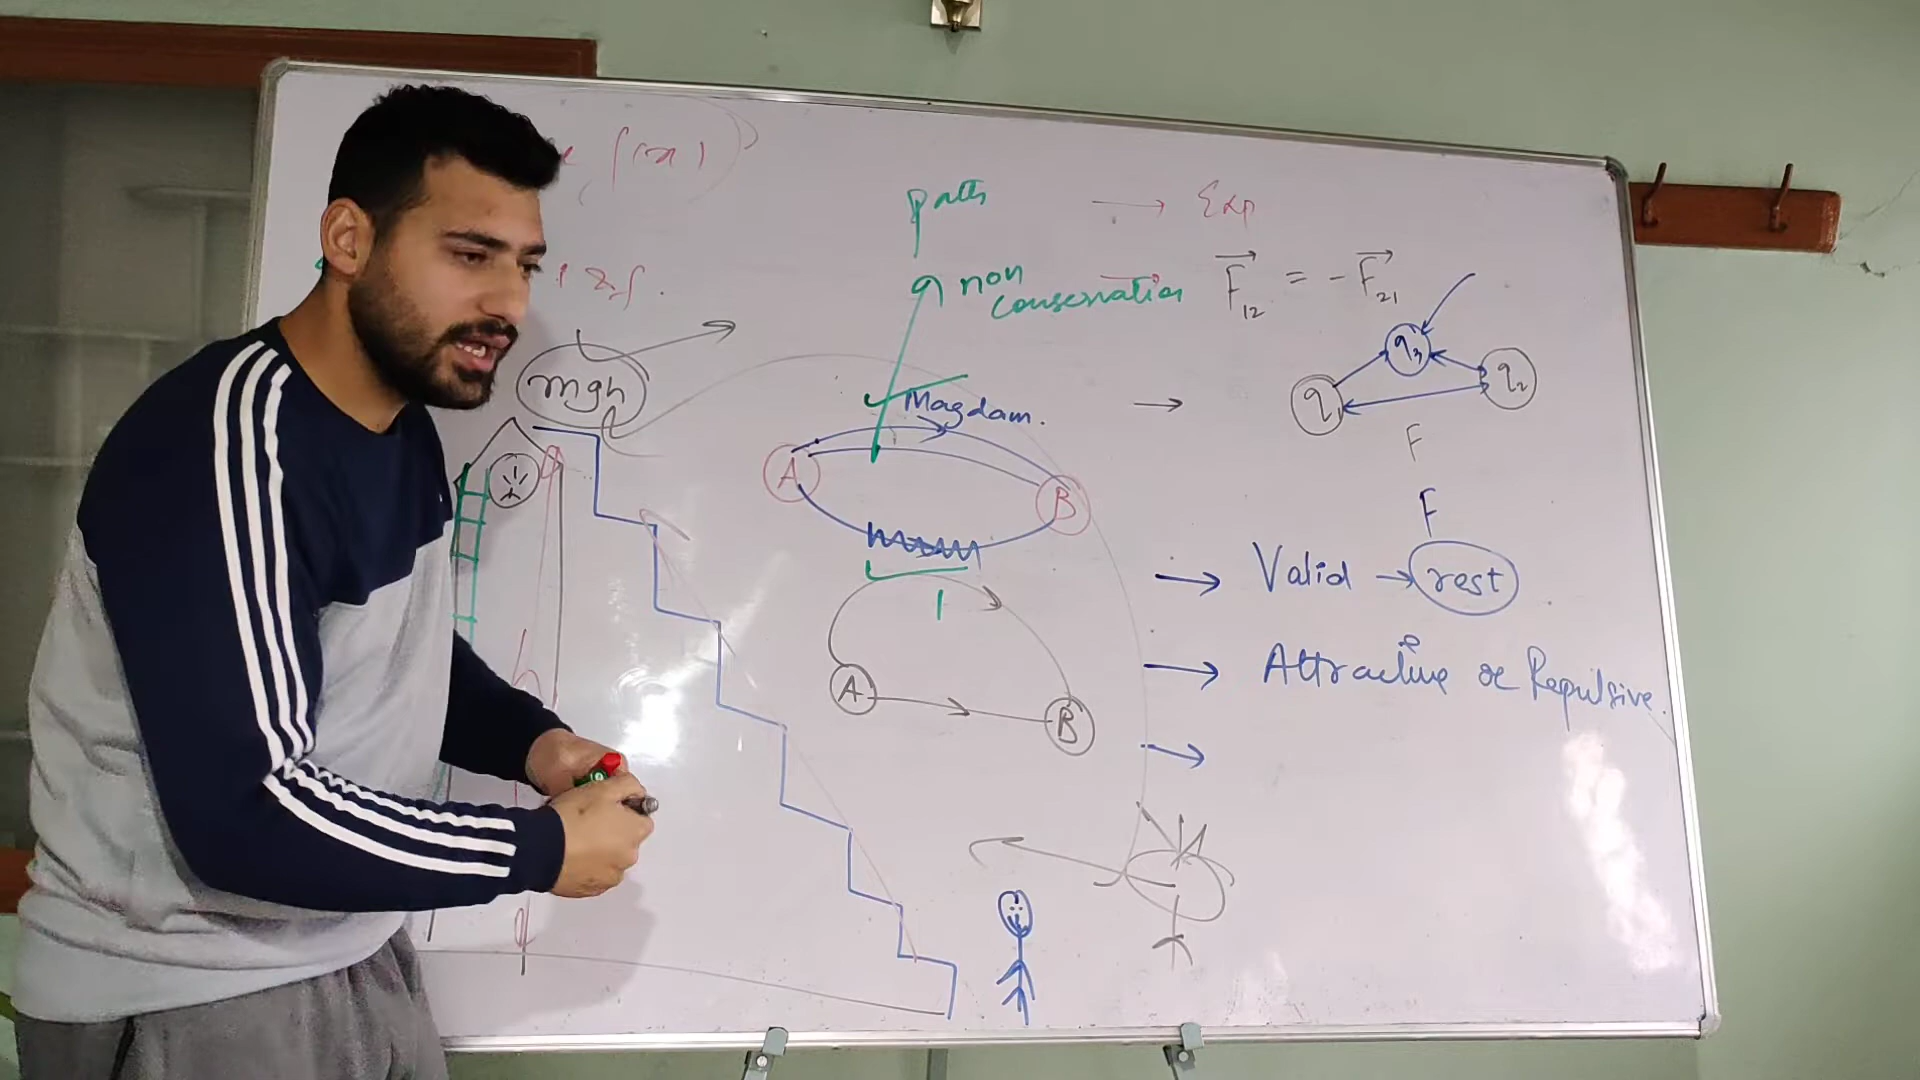 f(x)
path
→ Exp
q non
conservation
F₁₂ = -F₂₁
mgh
q₃
q₁
q₂
Magdam.
→
A
B
F
F
→ Valid → rest
→ Attractive or Repulsive.
A
B
→